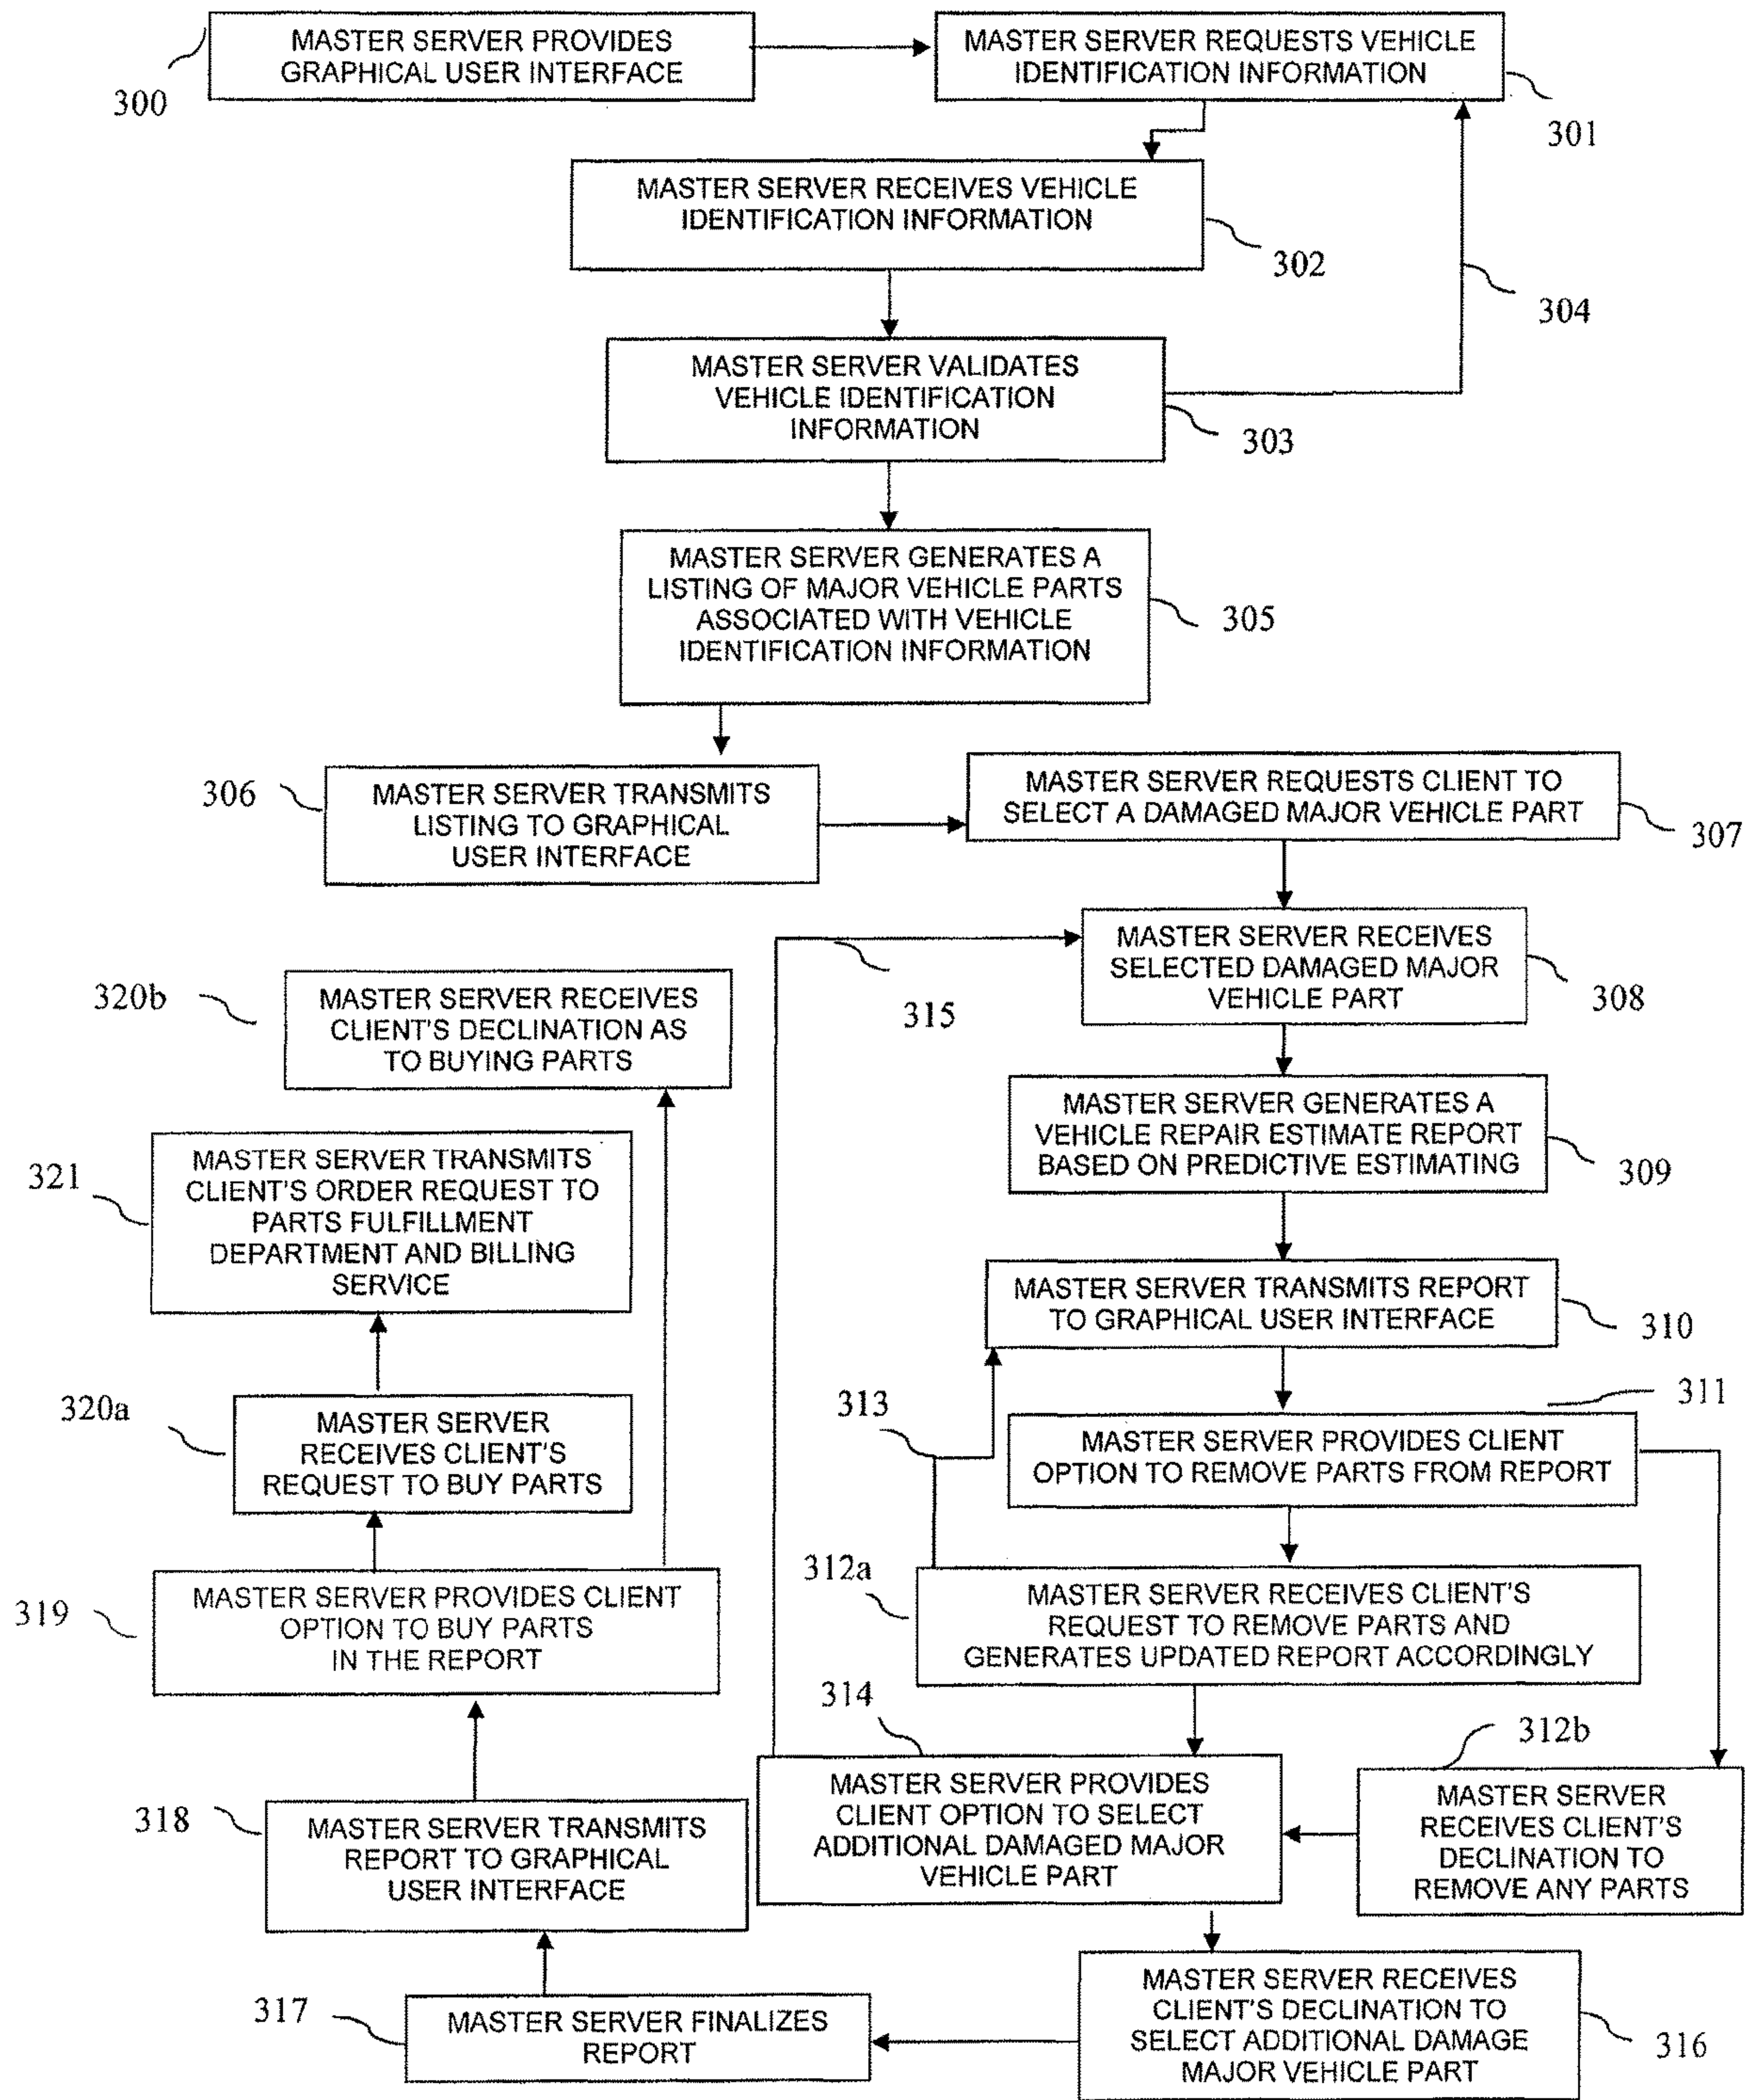 MASTER SERVER PROVIDES
GRAPHICAL USER INTERFACE
300
MASTER SERVER REQUESTS VEHICLE
IDENTIFICATION INFORMATION
301
MASTER SERVER RECEIVES VEHICLE
IDENTIFICATION INFORMATION
302
304
MASTER SERVER VALIDATES
VEHICLE IDENTIFICATION
INFORMATION
303
MASTER SERVER GENERATES A
LISTING OF MAJOR VEHICLE PARTS
ASSOCIATED WITH VEHICLE
IDENTIFICATION INFORMATION
305
306
MASTER SERVER TRANSMITS
LISTING TO GRAPHICAL
USER INTERFACE
MASTER SERVER REQUESTS CLIENT TO
SELECT A DAMAGED MAJOR VEHICLE PART
307
MASTER SERVER RECEIVES
SELECTED DAMAGED MAJOR
VEHICLE PART
308
315
MASTER SERVER GENERATES A
VEHICLE REPAIR ESTIMATE REPORT
BASED ON PREDICTIVE ESTIMATING
309
MASTER SERVER TRANSMITS REPORT
TO GRAPHICAL USER INTERFACE
310
311
MASTER SERVER PROVIDES CLIENT
OPTION TO REMOVE PARTS FROM REPORT
313
312a
MASTER SERVER RECEIVES CLIENT'S
REQUEST TO REMOVE PARTS AND
GENERATES UPDATED REPORT ACCORDINGLY
312b
MASTER SERVER
RECEIVES CLIENT'S
DECLINATION TO
REMOVE ANY PARTS
314
MASTER SERVER PROVIDES
CLIENT OPTION TO SELECT
ADDITIONAL DAMAGED MAJOR
VEHICLE PART
MASTER SERVER RECEIVES
CLIENT'S DECLINATION TO
SELECT ADDITIONAL DAMAGE
MAJOR VEHICLE PART
316
317
MASTER SERVER FINALIZES
REPORT
318
MASTER SERVER TRANSMITS
REPORT TO GRAPHICAL
USER INTERFACE
319
MASTER SERVER PROVIDES CLIENT
OPTION TO BUY PARTS
IN THE REPORT
320a
MASTER SERVER
RECEIVES CLIENT'S
REQUEST TO BUY PARTS
321
MASTER SERVER TRANSMITS
CLIENT'S ORDER REQUEST TO
PARTS FULFILLMENT
DEPARTMENT AND BILLING
SERVICE
320b
MASTER SERVER RECEIVES
CLIENT'S DECLINATION AS
TO BUYING PARTS